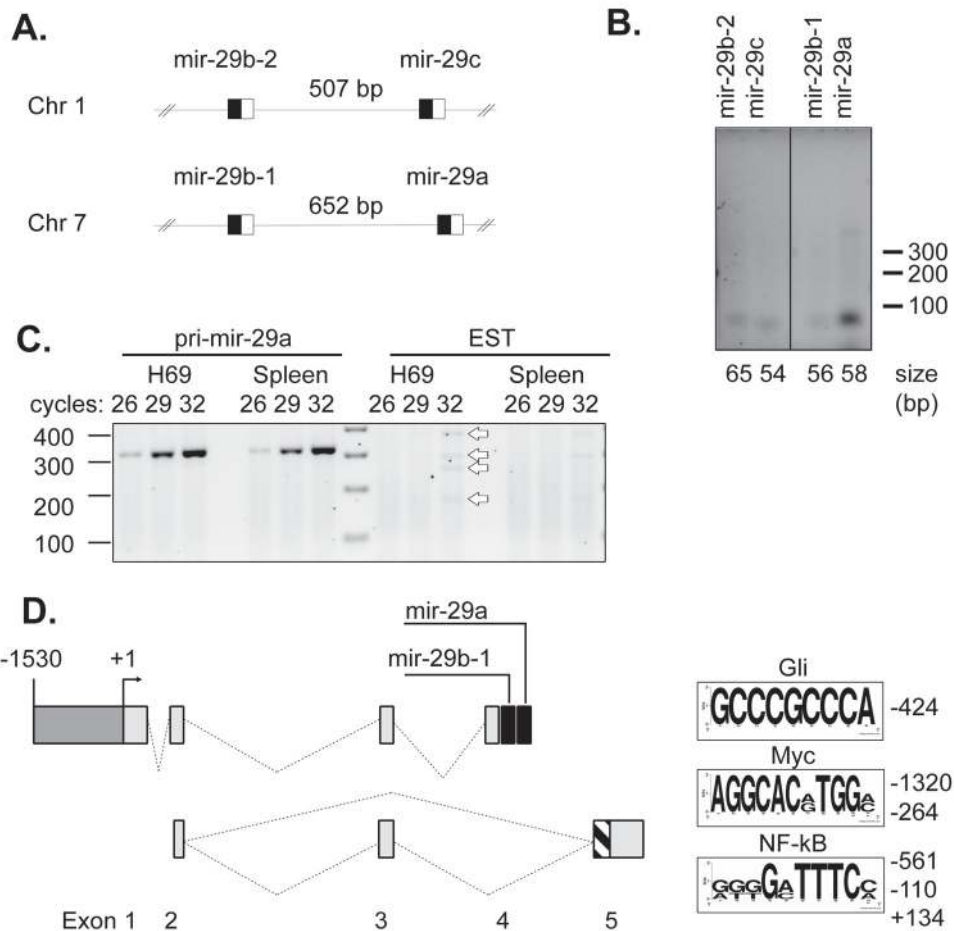 A.
mir-29b-2 mir-29c
Chr 1 507 bp
mir-29b-1 mir-29a
Chr 7 652 bp
B.
mir-29b-2
mir-29c
mir-29b-1
mir-29a
300
200
100
65 54 56 58 size
(bp)
C.
pri-mir-29a EST
H69 Spleen H69 Spleen
cycles: 26 29 32 26 29 32 26 29 32 26 29 32
400
300
200
100
D.
mir-29a
-1530 +1 mir-29b-1
Exon 1 2 3 4 5
Gli
GCCCGCCCA -424
Myc
AGGCAC TGG -1320
-264
NF-kB
-561
GGGGATTTCC -110
+134